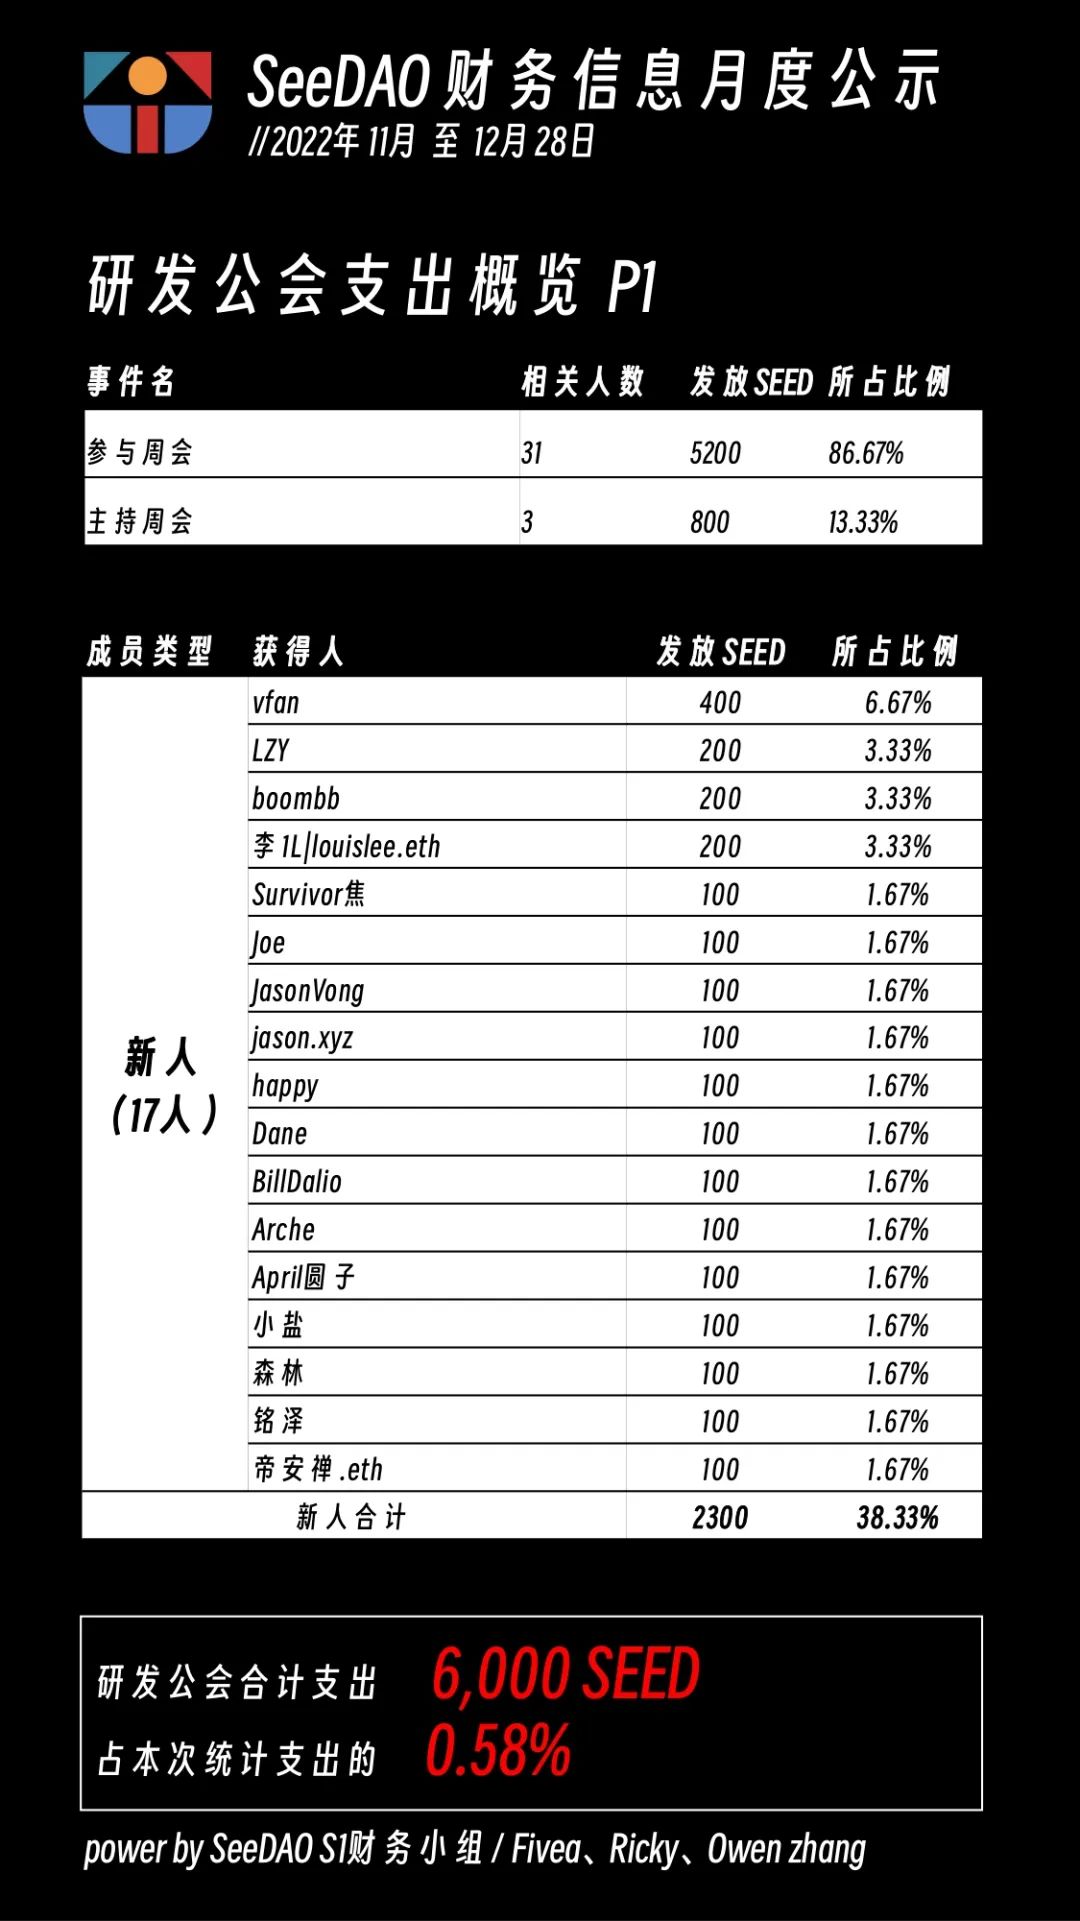 SeeDAO 财务信息月度公示
//2022年 11月 至 12月 28日
研发公会支出概览 P1
事件名 相关人数 发放SEED 所占比例
参与周会 31 5200 86.67%
主持周会 3 800 13.33%
成员类型 获得人 发放SEED 所占比例
vfan 400 6.67%
LZY 200 3.33%
boombb 200 3.33%
李1L|louislee.eth 200 3.33%
Survivor焦 100 1.67%
Joe 100 1.67%
JasonVong 100 1.67%
jason.xyz 100 1.67%
新人
(17人)
happy 100 1.67%
Dane 100 1.67%
BillDalio 100 1.67%
Arche 100 1.67%
April圆子 100 1.67%
小盐 100 1.67%
森林 100 1.67%
铭泽 100 1.67%
帝安禅.eth 100 1.67%
新人合计 2300 38.33%
研发公会合计支出 6,000 SEED
占本次统计支出的 0.58%
power by SeeDAO S1财务小组 / Fivea、Ricky、Owen zhang